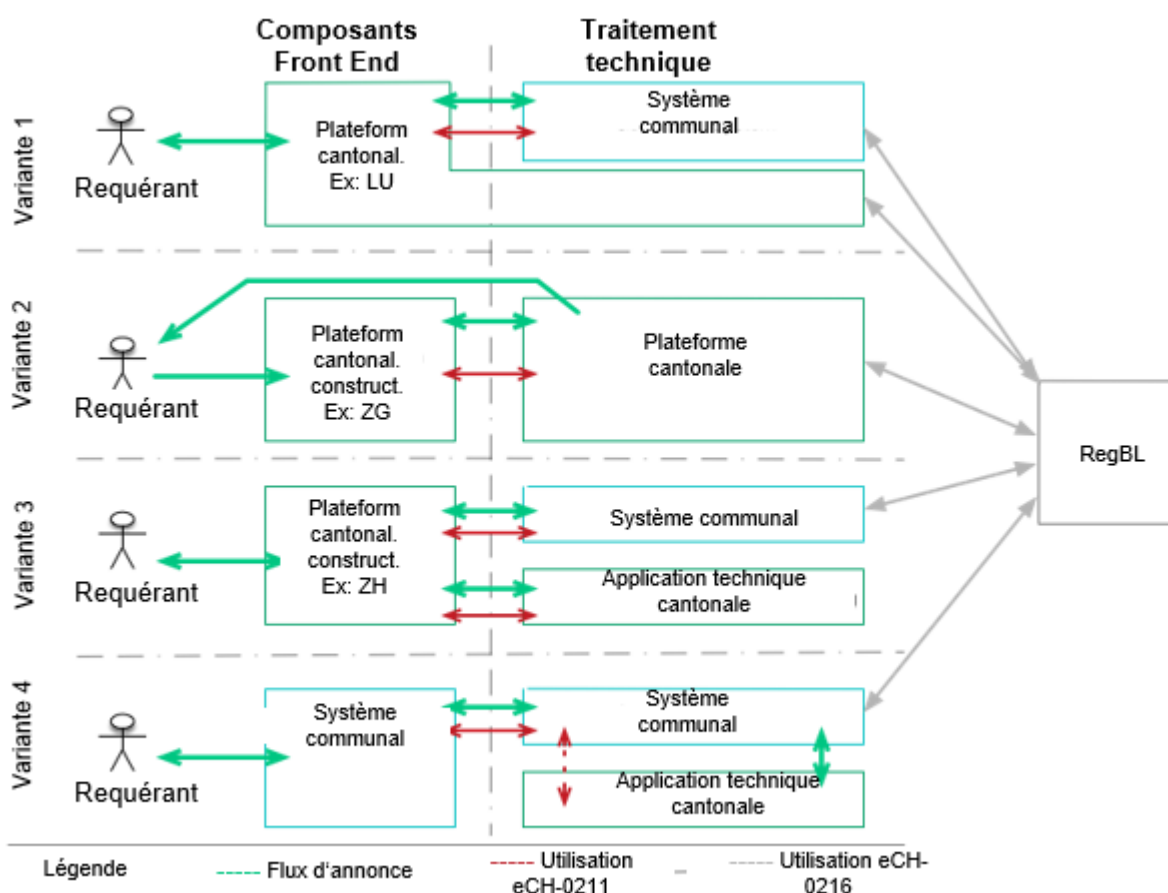 Composants
Front End
Traitement
technique
Variante 1
Requérant
Plateform
cantonal.
Ex: LU
Système
communal
Variante 2
Requérant
Plateform
cantonal.
construct.
Ex: ZG
Plateforme
cantonale
RegBL
Variante 3
Requérant
Plateform
cantonal.
construct.
Ex: ZH
Système communal
Application technique
cantonale
Variante 4
Requérant
Système
communal
Système
communal
Application technique
cantonale
Légende
Flux d'annonce
Utilisation
eCH-0211
Utilisation eCH-
0216